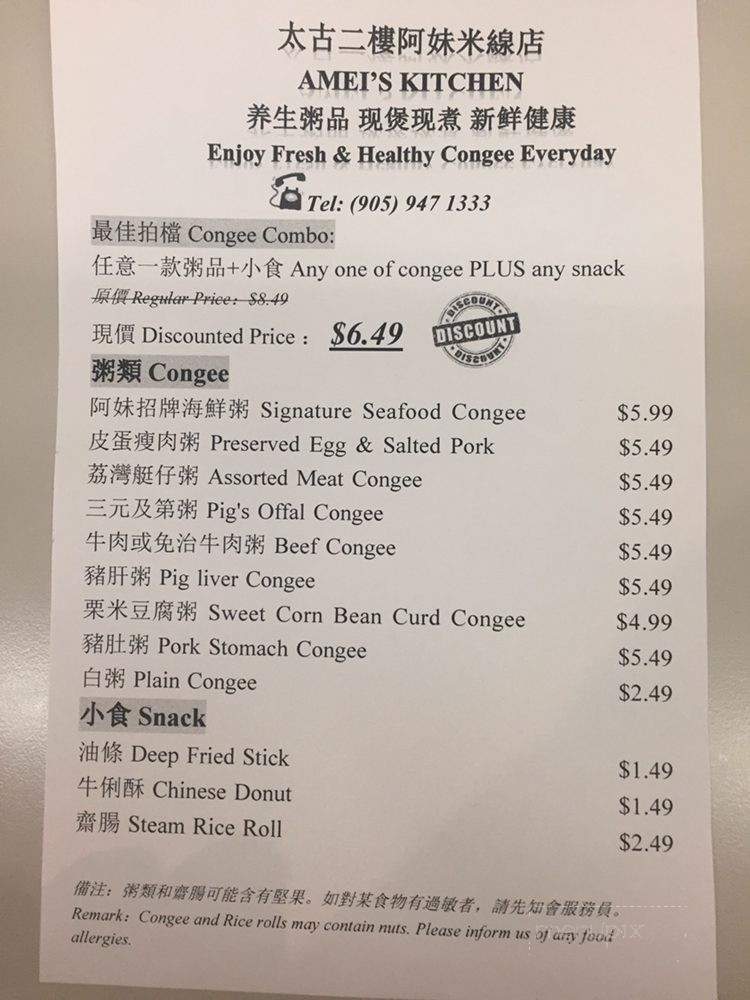 太古二樓阿妹米線店
AMEI'S KITCHEN
养生粥品 现煲现煮 新鲜健康
Enjoy Fresh & Healthy Congee Everyday
Tel: (905) 947 1333
最佳拍檔 Congee Combo:
任意一款粥品+小食 Any one of congee PLUS any snack
原價 Regular Price: $8.49
現價 Discounted Price : $6.49
DISCOUNT
DISCOUNT
DISCOUNT
粥類 Congee
阿妹招牌海鮮粥 Signature Seafood Congee $5.99
皮蛋瘦肉粥 Preserved Egg & Salted Pork $5.49
荔灣艇仔粥 Assorted Meat Congee $5.49
三元及第粥 Pig's Offal Congee $5.49
牛肉或免治牛肉粥 Beef Congee $5.49
豬肝粥 Pig liver Congee $5.49
栗米豆腐粥 Sweet Corn Bean Curd Congee $4.99
豬肚粥 Pork Stomach Congee $5.49
白粥 Plain Congee $2.49
小食 Snack
油條 Deep Fried Stick $1.49
牛俐酥 Chinese Donut $1.49
齋腸 Steam Rice Roll $2.49
備注：粥類和齋腸可能含有堅果。如對某食物有過敏者，請先知會服務員。
Remark: Congee and Rice rolls may contain nuts. Please inform us of any food
allergies.
menupix